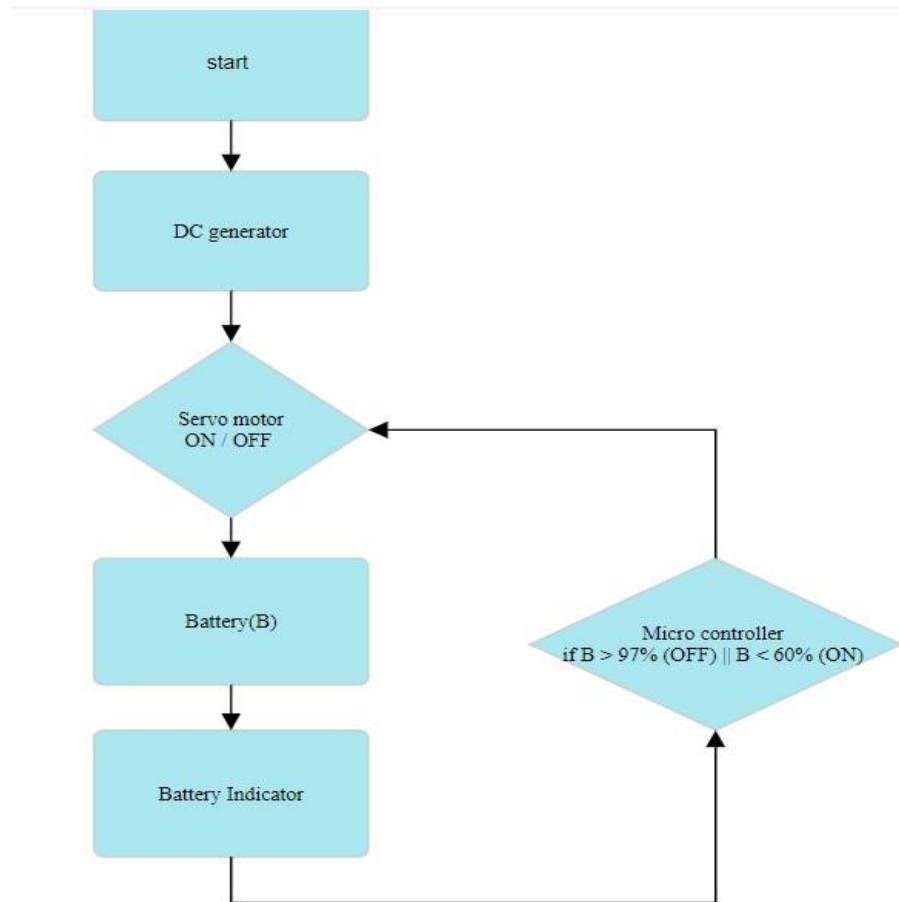 start
DC generator
Servo motor
ON / OFF
Battery(B)
Micro controller
if B > 97% (OFF) || B < 60% (ON)
Battery Indicator